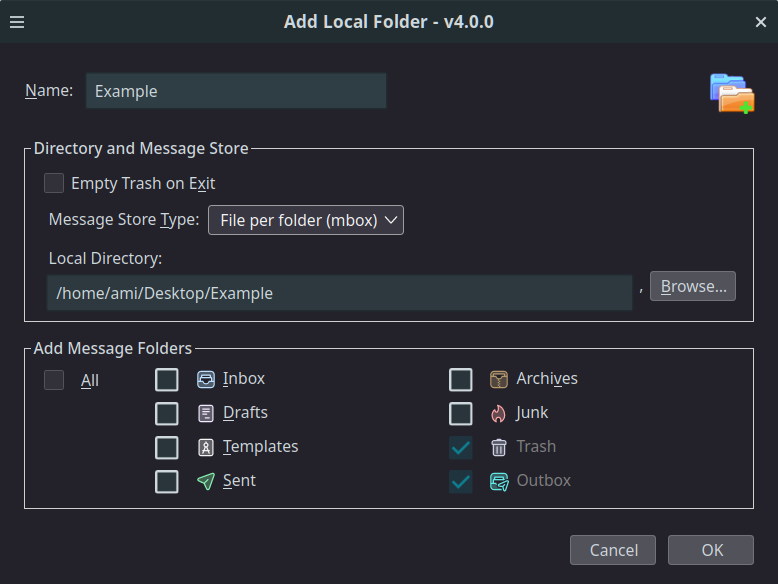 Add Local Folder - v4.0.0
Name: Example
Directory and Message Store
Empty Trash on Exit
Message Store Type: File per folder (mbox)
Local Directory:
/home/ami/Desktop/Example , Browse...
Add Message Folders
All Inbox Archives
Drafts Junk
Templates Trash
Sent Outbox
Cancel OK